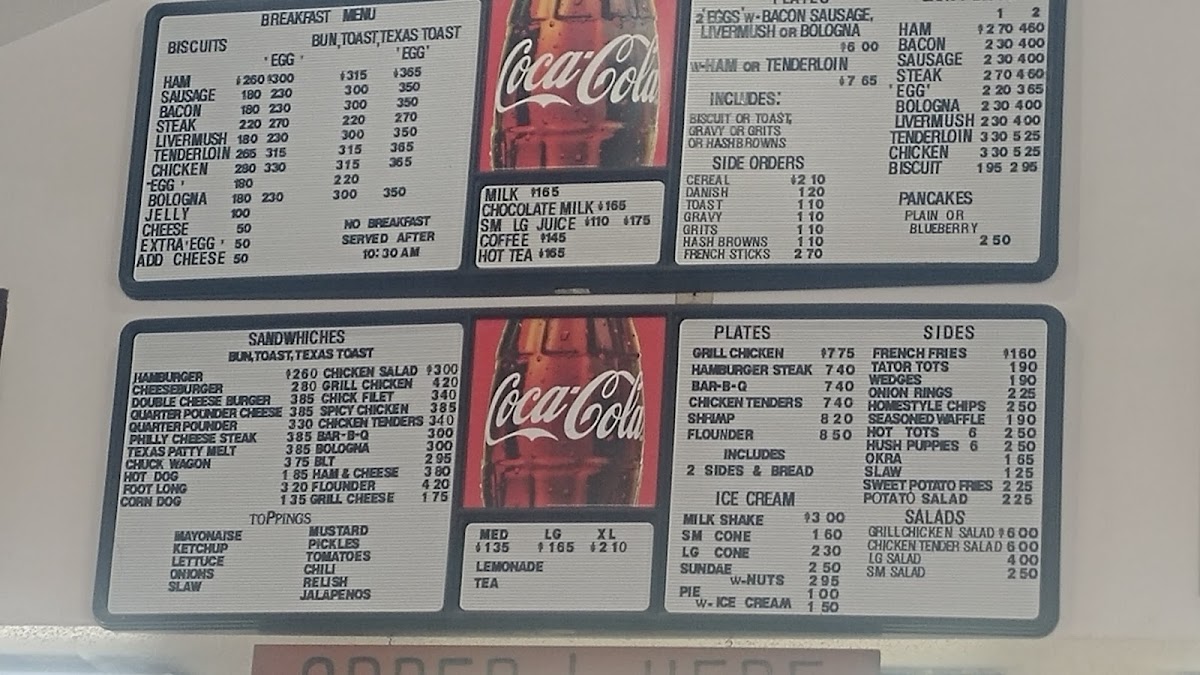 BREAKFAST MENU
BISCUITS BUN, TOAST, TEXAS TOAST
'EGG' 'EGG'
HAM $260 $300 $315 $365
SAUSAGE 180 230 300 350
BACON 180 230 300 350
STEAK 220 270 220 270
LIVERMUSH 180 230 300 350
TENDERLOIN 265 315 315 365
CHICKEN 280 330 315 365
"EGG' 180 220
BOLOGNA 180 230 300 350
JELLY 100
CHEESE 50
EXTRA 'EGG' 50
ADD CHEESE 50
NO BREAKFAST
SERVED AFTER
10:30 AM
Coca-Cola
MILK $165
CHOCOLATE MILK $165
SM LG JUICE $110 $175
COFFEE $145
HOT TEA $165
PLATES
2 'EGGS' W- BACON SAUSAGE,
LIVERMUSH OR BOLOGNA
$6 00
W-HAM OR TENDERLOIN
$7 65
INCLUDES:
BISCUIT OR TOAST,
GRAVY OR GRITS
OR HASHBROWNS
SIDE ORDERS
CEREAL $2 10
DANISH 1 20
TOAST 1 10
GRAVY 1 10
GRITS 1 10
HASH BROWNS 1 10
FRENCH STICKS 2 70
1 2
HAM $2 70 4 60
BACON 2 30 4 00
SAUSAGE 2 30 4 00
STEAK 2 70 4 60
'EGG' 2 20 3 65
BOLOGNA 2 30 4 00
LIVERMUSH 2 30 4 00
TENDERLOIN 3 30 5 25
CHICKEN 3 30 5 25
BISCUIT 1 95 2 95
PANCAKES
PLAIN OR
BLUEBERRY
2 50
SANDWHICHES
BUN, TOAST, TEXAS TOAST
HAMBURGER $2 60 CHICKEN SALAD $3 00
CHEESEBURGER 2 80 GRILL CHICKEN 4 20
DOUBLE CHEESE BURGER 3 85 CHICK FILET 3 40
QUARTER POUNDER CHEESE 3 85 SPICY CHICKEN 3 85
QUARTER POUNDER 3 30 CHICKEN TENDERS 3 40
PHILLY CHEESE STEAK 3 85 BAR-B-Q 3 00
TEXAS PATTY MELT 3 85 BOLOGNA 3 00
CHUCK WAGON 3 75 BLT 2 95
HOT DOG 1 85 HAM & CHEESE 3 80
FOOT LONG 3 20 FLOUNDER 4 20
CORN DOG 1 35 GRILL CHEESE 1 75
TOPPINGS
MAYONAISE MUSTARD
KETCHUP PICKLES
LETTUCE TOMATOES
ONIONS CHILI
SLAW RELISH
JALAPENOS
Coca-Cola
MED LG XL
$135 $165 $210
LEMONADE
TEA
PLATES
GRILL CHICKEN $7 75
HAMBURGER STEAK 7 40
BAR-B-Q 7 40
CHICKEN TENDERS 7 40
SHRIMP 8 20
FLOUNDER 8 50
INCLUDES
2 SIDES & BREAD
ICE CREAM
MILK SHAKE $3 00
SM CONE 1 60
LG CONE 2 30
SUNDAE 2 50
W-NUTS 2 95
PIE 1 00
W- ICE CREAM 1 50
SIDES
FRENCH FRIES $1 60
TATOR TOTS 1 90
WEDGES 1 90
ONION RINGS 2 25
HOMESTYLE CHIPS 2 50
SEASONED WAFFLE 1 90
HOT TOTS 6 2 50
HUSH PUPPIES 6 2 50
OKRA 1 65
SLAW 1 25
SWEET POTATO FRIES 2 25
POTATO SALAD 2 25
SALADS
GRILL CHICKEN SALAD $6 00
CHICKEN TENDER SALAD 6 00
LG SALAD 4 00
SM SALAD 2 50
ORDER HERE